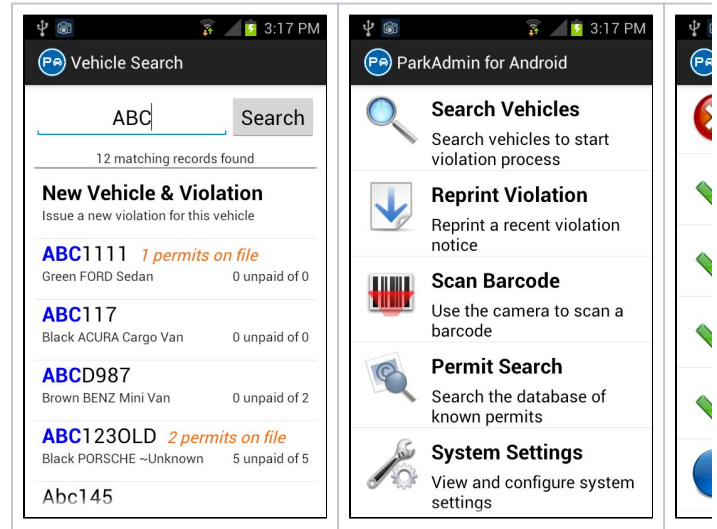 3:17 PM
P Vehicle Search
ABC Search
12 matching records found
New Vehicle & Violation
Issue a new violation for this vehicle
ABC1111 1 permits on file
Green FORD Sedan 0 unpaid of 0
ABC117
Black ACURA Cargo Van 0 unpaid of 0
ABCD987
Brown BENZ Mini Van 0 unpaid of 2
ABC123OLD 2 permits on file
Black PORSCHE ~Unknown 5 unpaid of 5
Abc145
3:17 PM
P ParkAdmin for Android
Search Vehicles
Search vehicles to start
violation process
Reprint Violation
Reprint a recent violation
notice
Scan Barcode
Use the camera to scan a
barcode
Permit Search
Search the database of
known permits
System Settings
View and configure system
settings
P